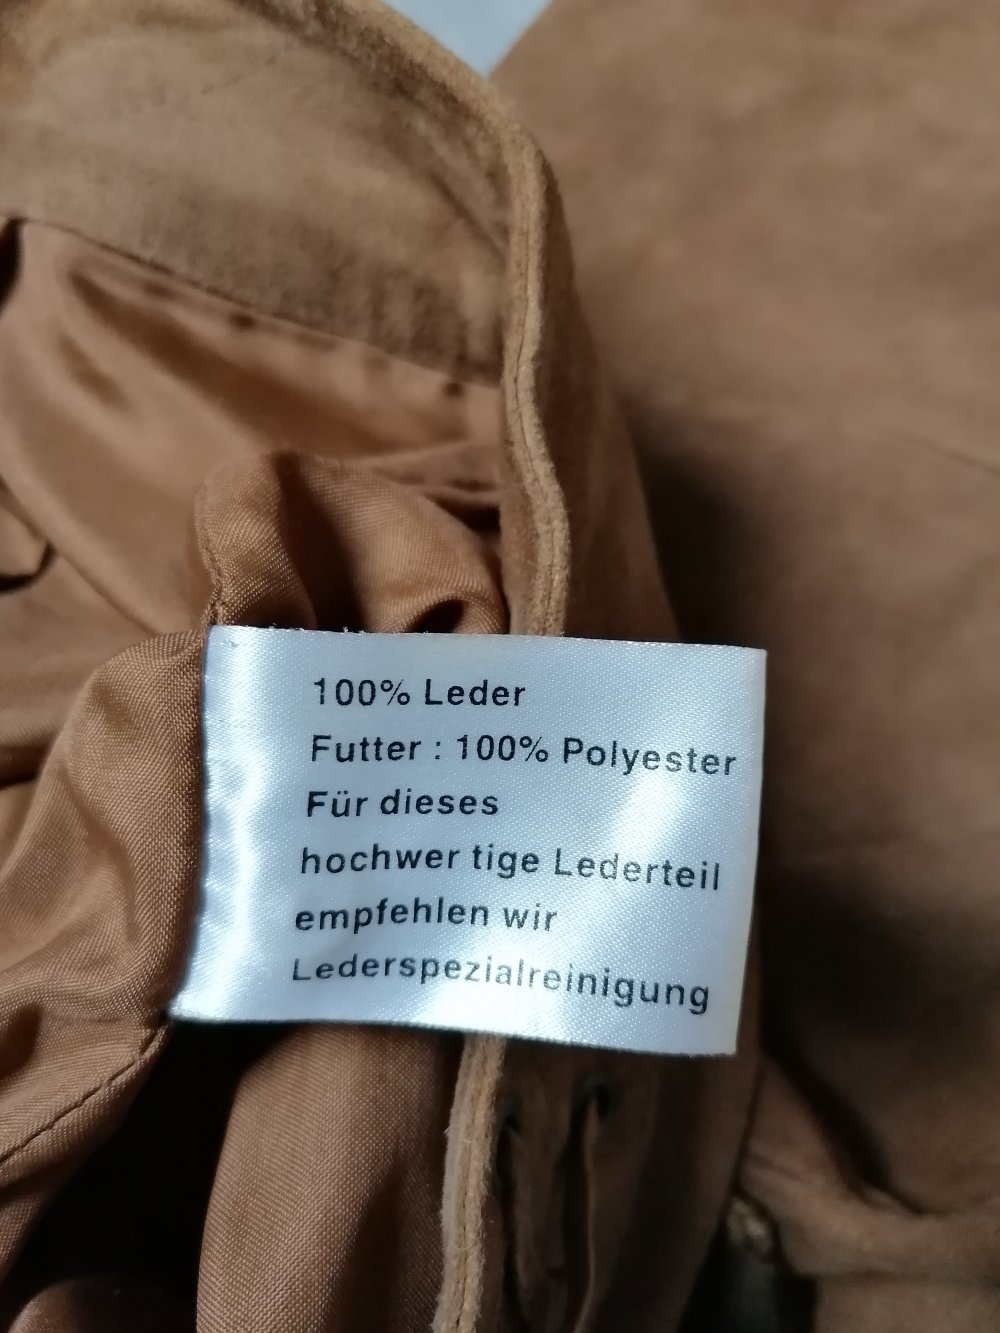 100% Leder
Futter : 100% Polyester
Für dieses
hochwer tige Lederteil
empfehlen wir
Lederspezialreinigung